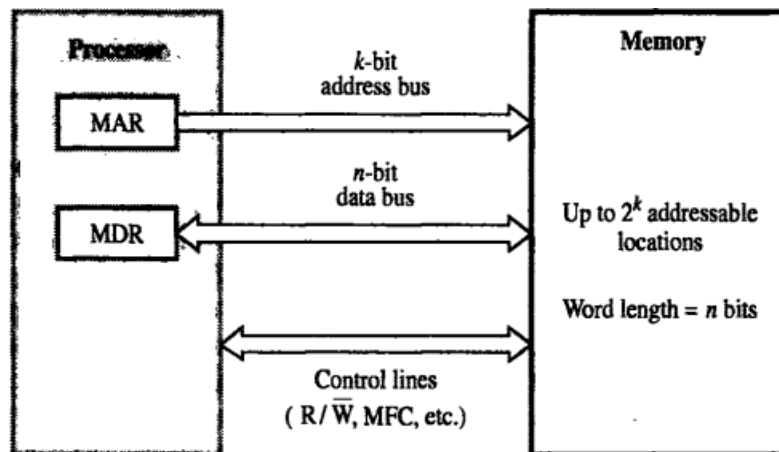 Processor
Memory
k-bit
address bus
MAR
n-bit
data bus
MDR
Up to 2^k addressable
locations
Word length = n bits
Control lines
( R / W̅, MFC, etc.)